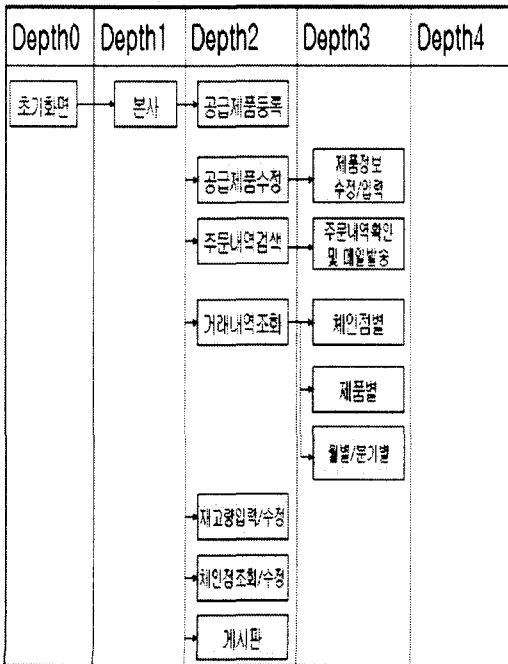 Depth0 Depth1 Depth2 Depth3 Depth4
초기화면 본사 공급제품등록
공급제품수정 제품정보
수정/입력
주문내역검색 주문내역확인
및 메일발송
거래내역조회 체인점별
제품별
월별/분기별
재고량입력/수정
체인점조회/수정
게시판